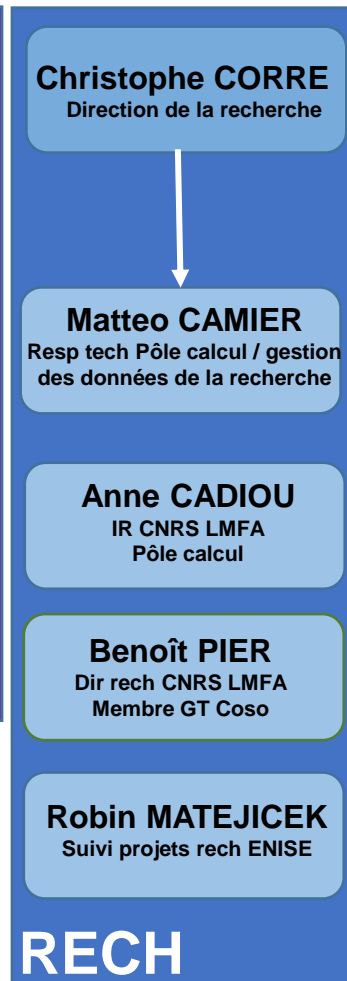 Christophe CORRE
Direction de la recherche
Matteo CAMIER
Resp tech Pôle calcul / gestion
des données de la recherche
Anne CADIOU
IR CNRS LMFA
Pôle calcul
Benoît PIER
Dir rech CNRS LMFA
Membre GT Coso
Robin MATEJICEK
Suivi projets rech ENISE
RECH